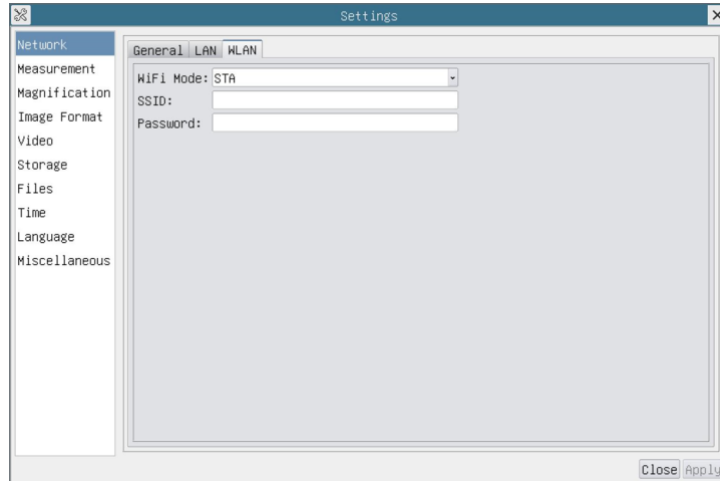 Settings
Network
Measurement
Magnification
Image Format
Video
Storage
Files
Time
Language
Miscellaneous
General LAN WLAN
WiFi Mode: STA
SSID:
Password:
Close Apply